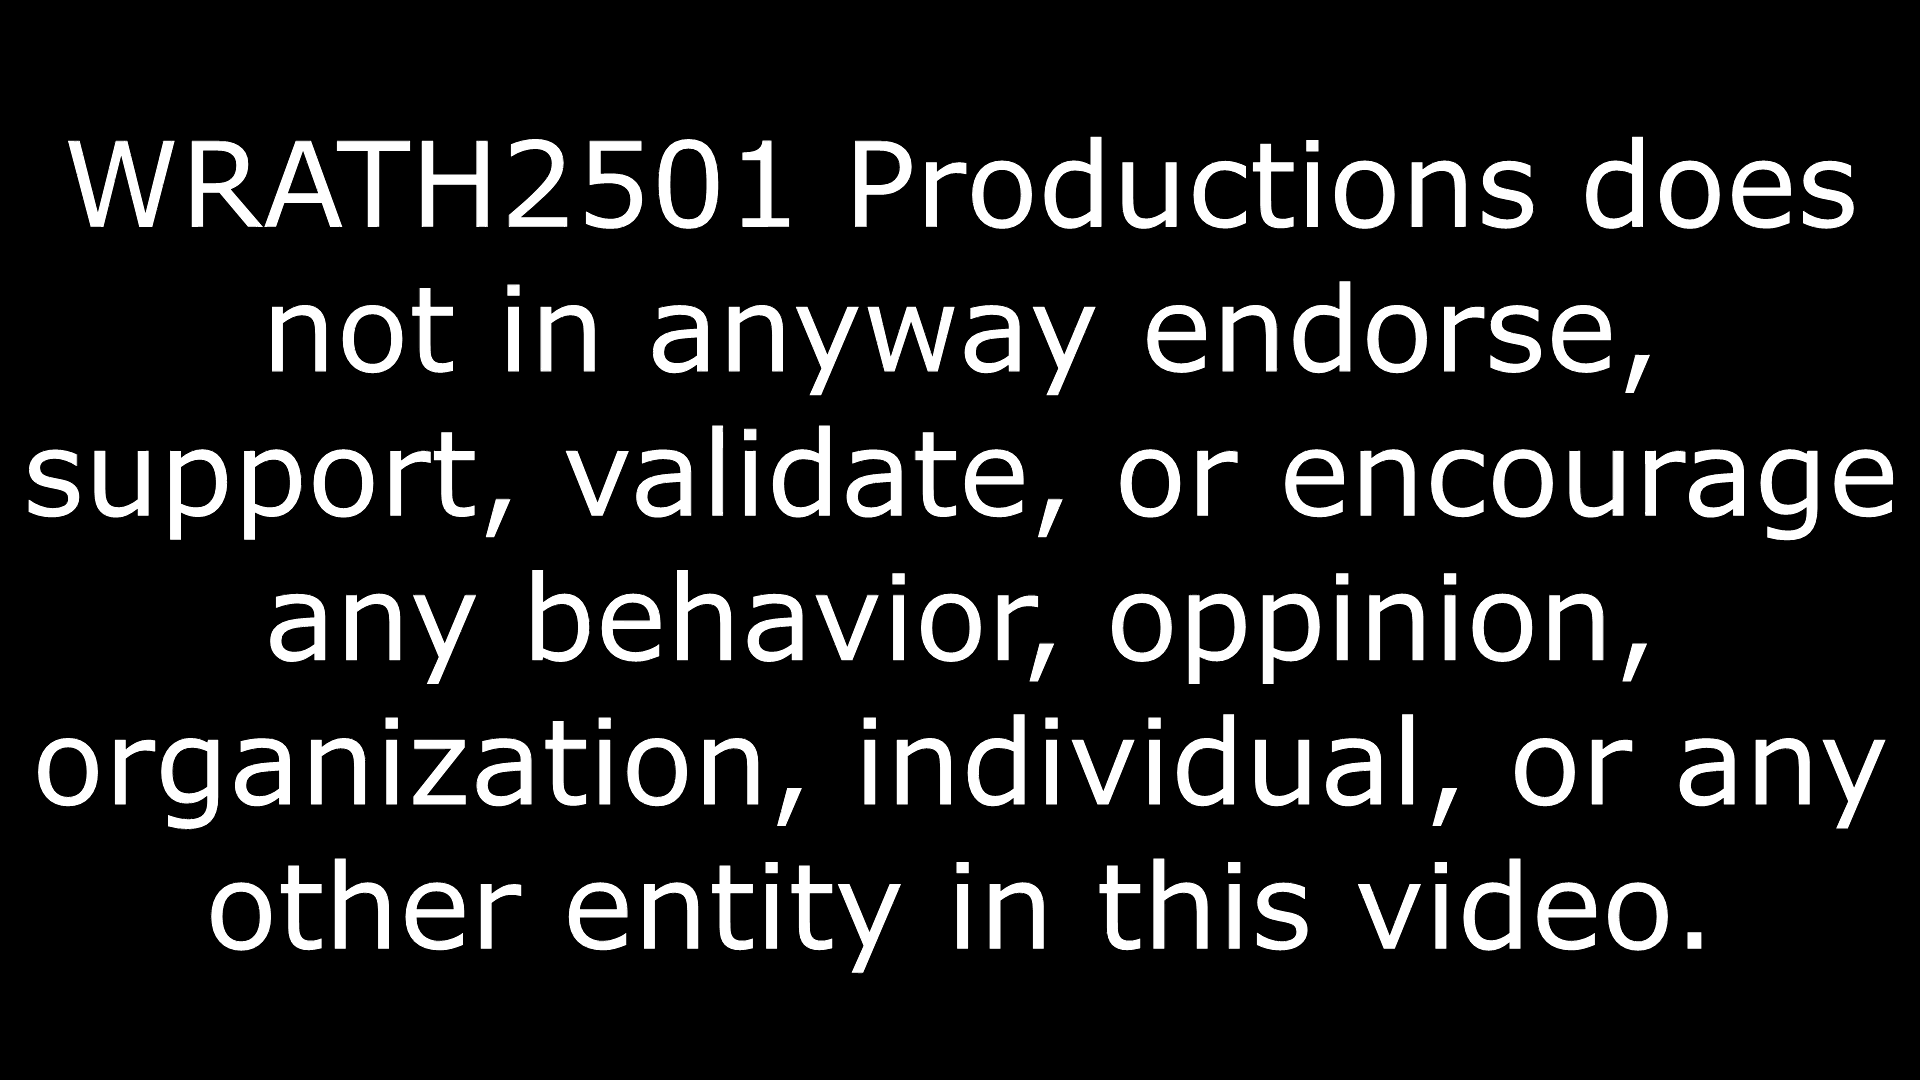 WRATH2501 Productions does
not in anyway endorse,
support, validate, or encourage
any behavior, oppinion,
organization, individual, or any
other entity in this video.